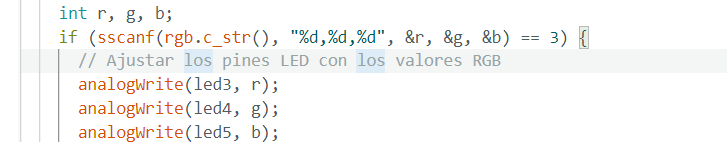 int r, g, b;
if (sscanf(rgb.c_str(), "%d,%d,%d", &r, &g, &b) == 3) {
// Ajustar los pines LED con los valores RGB
analogWrite(led3, r);
analogWrite(led4, g);
analogWrite(led5, b);